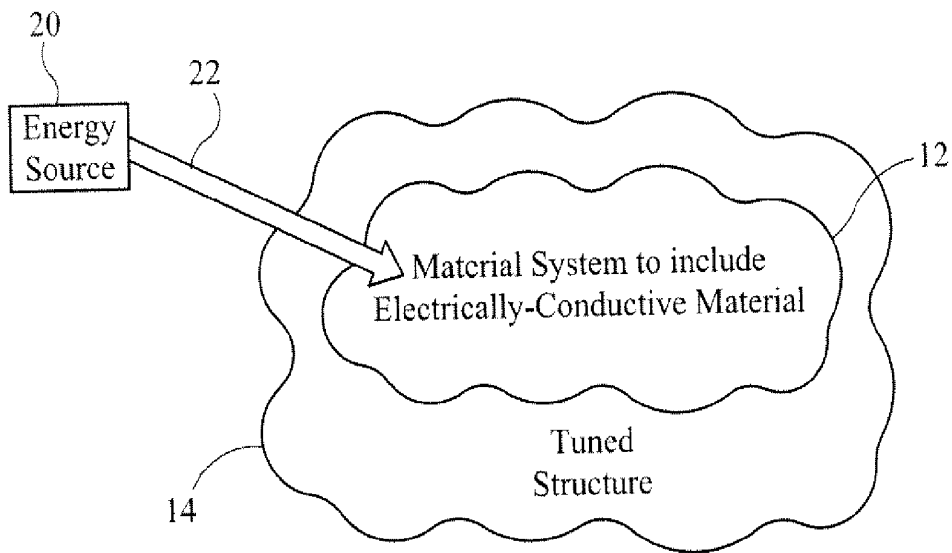 20
22
Energy
Source
12
Material System to include
Electrically-Conductive Material
Tuned
Structure
14